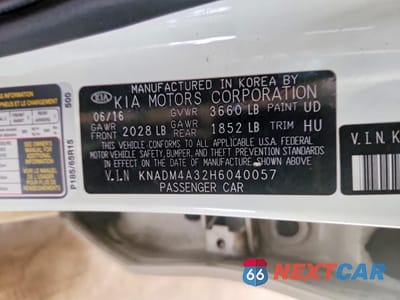 MANUFACTURED IN KOREA BY
KIA KIA MOTORS CORPORATION
06/16 GVWR 3660 LB PAINT UD
GAWR FRONT 2028 LB GAWR REAR 1852 LB TRIM HU
THIS VEHICLE CONFORMS TO ALL APPLICABLE U.S.A. FEDERAL
MOTOR VEHICLE SAFETY, BUMPER, AND THEFT PREVENTION STANDARDS
IN EFFECT ON THE DATE OF MANUFACTURE SHOWN ABOVE.
V.I.N KNADM4A32H6040057
PASSENGER CAR
500
P185/65R15
V.I.N K
66 NEXTCAR